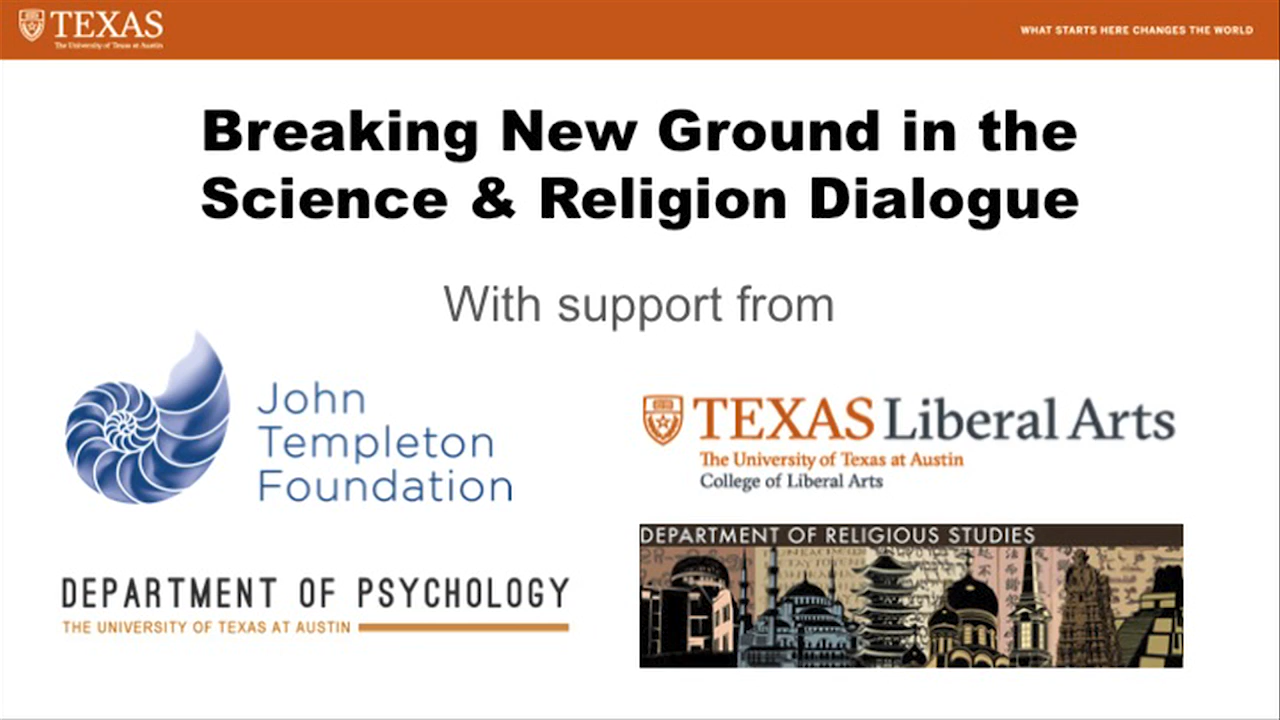 TEXAS
The University of Texas at Austin
WHAT STARTS HERE CHANGES THE WORLD
Breaking New Ground in the
Science & Religion Dialogue
With support from
John
Templeton
Foundation
TEXAS Liberal Arts
The University of Texas at Austin
College of Liberal Arts
DEPARTMENT OF PSYCHOLOGY
THE UNIVERSITY OF TEXAS AT AUSTIN
DEPARTMENT OF RELIGIOUS STUDIES